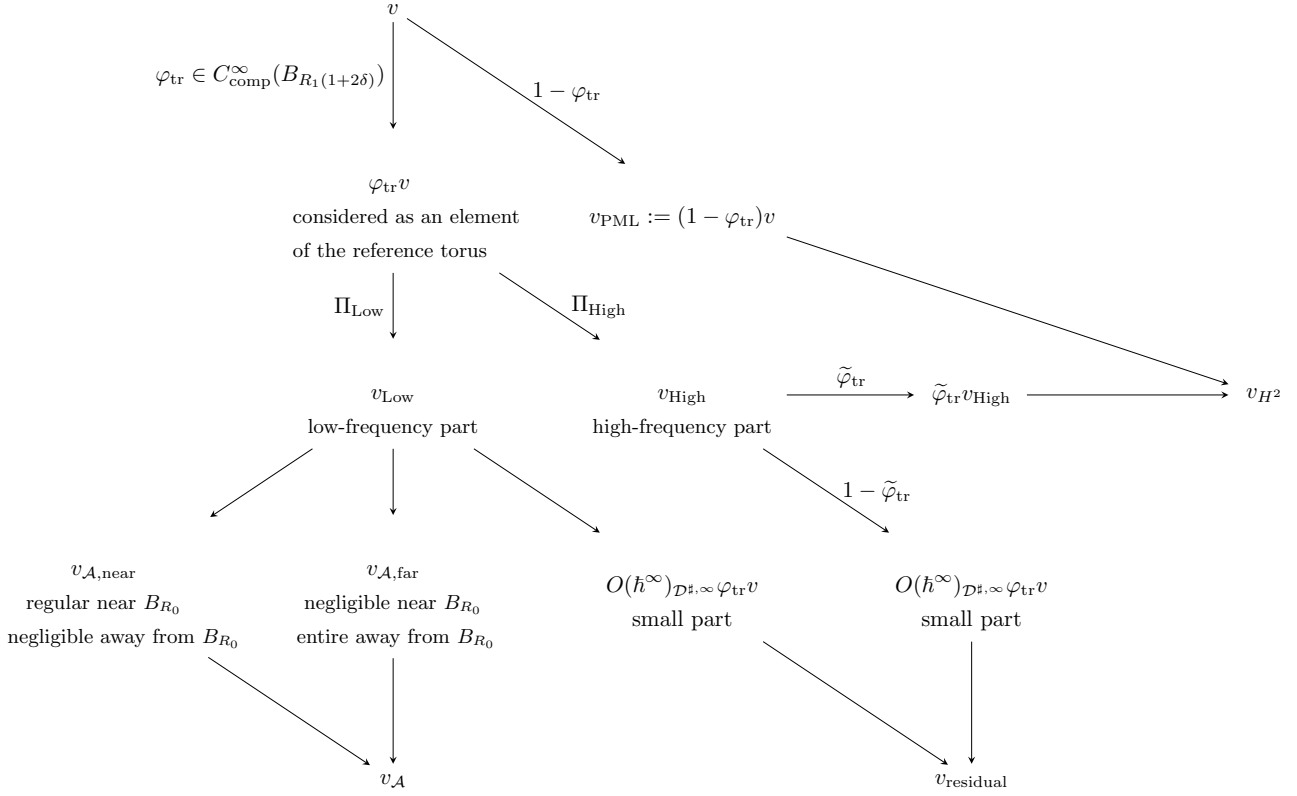 v
φ_tr ∈ C^∞_comp(B_{R_1(1+2δ)})
1 − φ_tr
φ_tr v
considered as an element
of the reference torus
v_PML := (1 − φ_tr)v
Π_Low
Π_High
v_Low
low-frequency part
v_High
high-frequency part
φ̃_tr
φ̃_tr v_High
v_{H^2}
1 − φ̃_tr
v_{𝒜,near}
regular near B_{R_0}
negligible away from B_{R_0}
v_{𝒜,far}
negligible near B_{R_0}
entire away from B_{R_0}
O(ℏ^∞)_{𝒟^{♯,∞}} φ_tr v
small part
O(ℏ^∞)_{𝒟^{♯,∞}} φ_tr v
small part
v_𝒜
v_residual